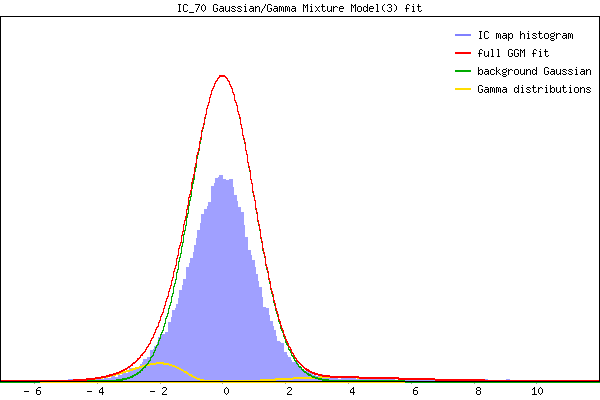 IC_70 Gaussian/Gamma Mixture Model(3) fit
IC map histogram
full GGM fit
background Gaussian
Gamma distributions
-6 -4 -2 0 2 4 6 8 10